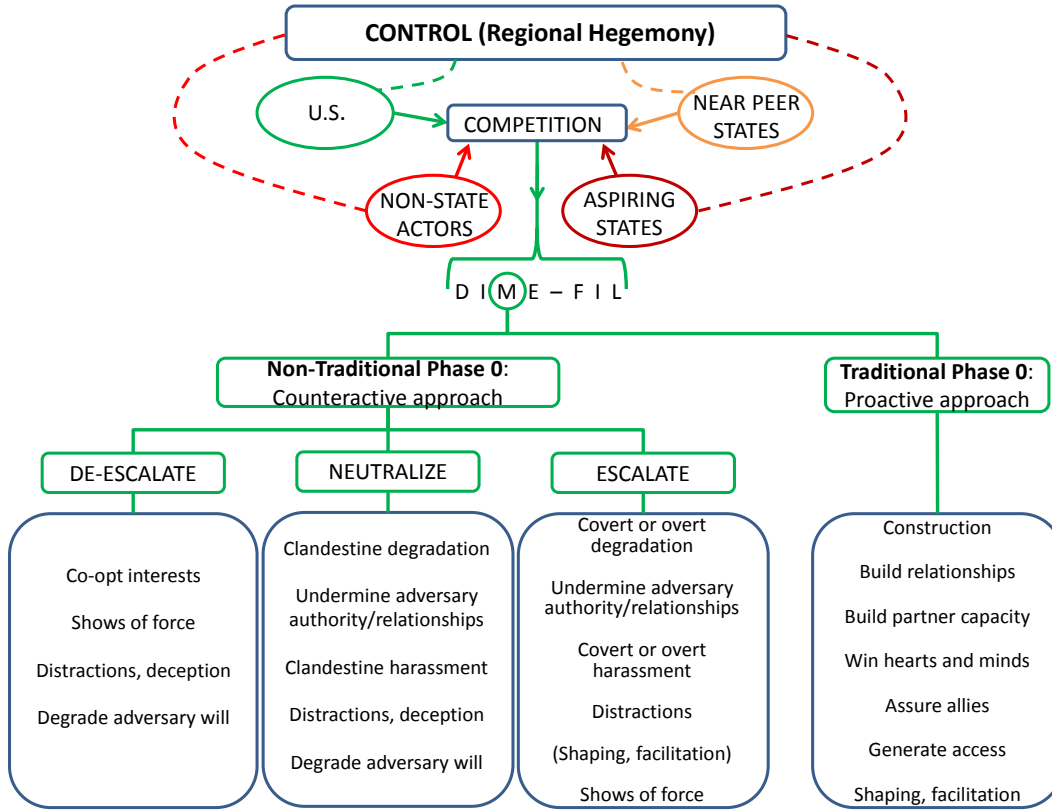 CONTROL (Regional Hegemony)
U.S.
COMPETITION
NEAR PEER
STATES
NON-STATE
ACTORS
ASPIRING
STATES
D I M E – F I L
Non-Traditional Phase 0:
Counteractive approach
Traditional Phase 0:
Proactive approach
DE-ESCALATE
NEUTRALIZE
ESCALATE
Co-opt interests
Shows of force
Distractions, deception
Degrade adversary will
Clandestine degradation
Undermine adversary
authority/relationships
Clandestine harassment
Distractions, deception
Degrade adversary will
Covert or overt
degradation
Undermine adversary
authority/relationships
Covert or overt
harassment
Distractions
(Shaping, facilitation)
Shows of force
Construction
Build relationships
Build partner capacity
Win hearts and minds
Assure allies
Generate access
Shaping, facilitation